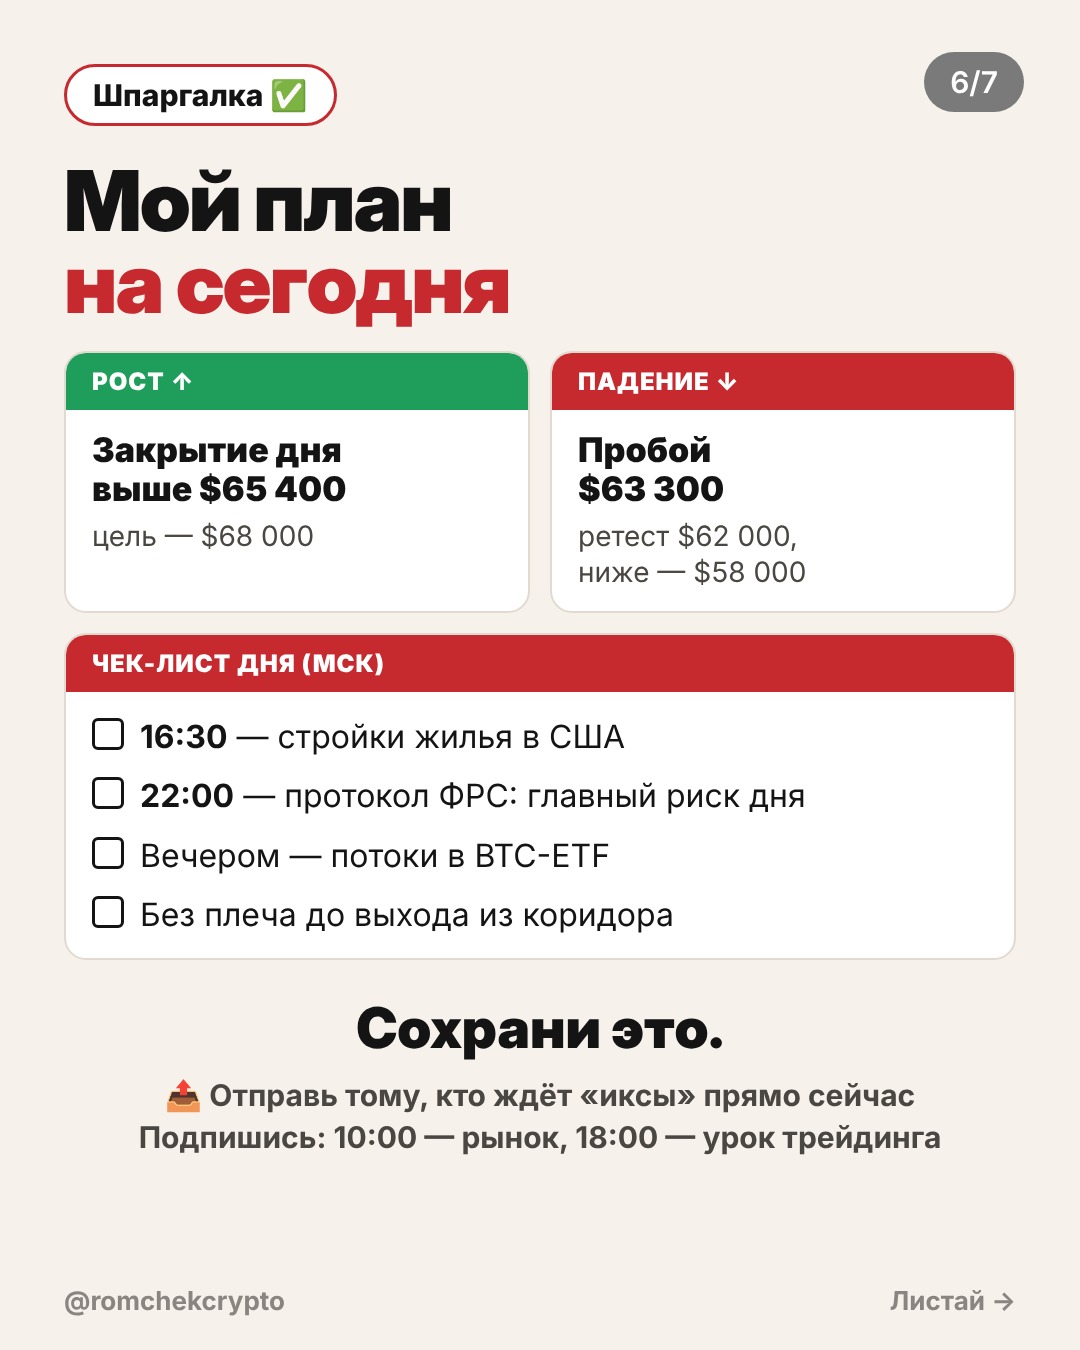 Шпаргалка ✅
6/7
Мой план
на сегодня
РОСТ ↑
Закрытие дня
выше $65 400
цель — $68 000
ПАДЕНИЕ ↓
Пробой
$63 300
ретест $62 000,
ниже — $58 000
ЧЕК-ЛИСТ ДНЯ (МСК)
16:30 — стройки жилья в США
22:00 — протокол ФРС: главный риск дня
Вечером — потоки в BTC-ETF
Без плеча до выхода из коридора
Сохрани это.
📤 Отправь тому, кто ждёт «иксы» прямо сейчас
Подпишись: 10:00 — рынок, 18:00 — урок трейдинга
@romchekcrypto
Листай →